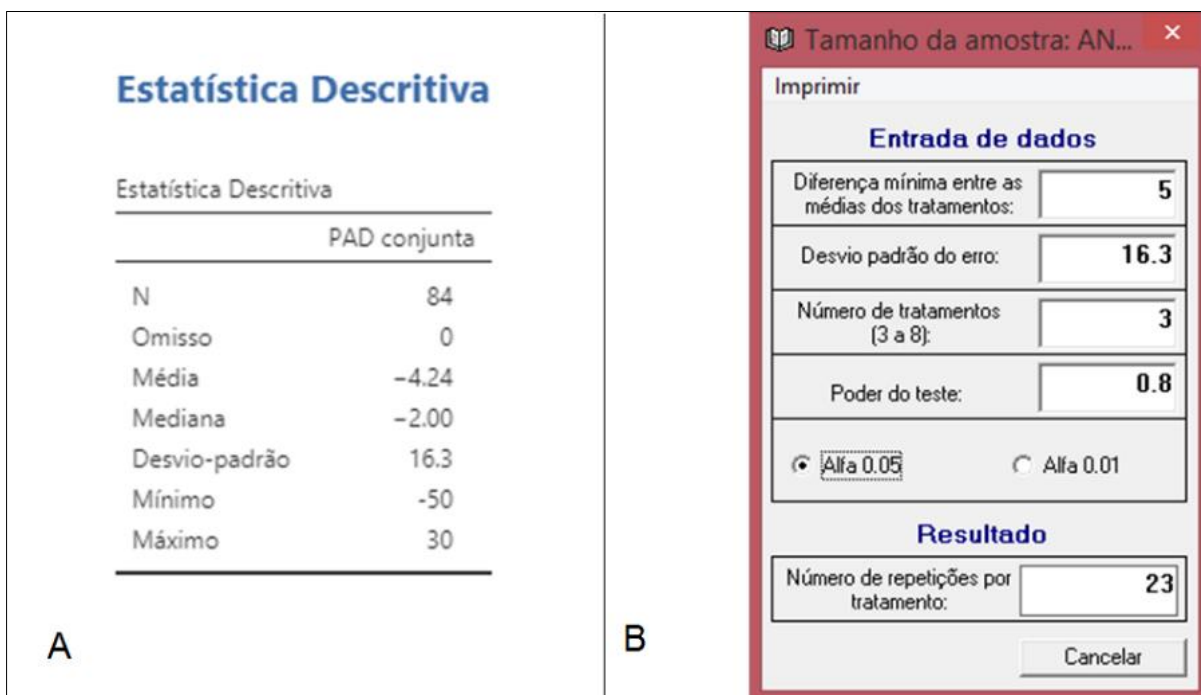 Estatística Descritiva
Estatística Descritiva
PAD conjunta
N 84
Omisso 0
Média −4.24
Mediana −2.00
Desvio-padrão 16.3
Mínimo -50
Máximo 30
A
Tamanho da amostra: AN...
Imprimir
Entrada de dados
Diferença mínima entre as
médias dos tratamentos:
5
Desvio padrão do erro: 16.3
Número de tratamentos
(3 a 8):
3
Poder do teste: 0.8
Alfa 0.05 Alfa 0.01
Resultado
Número de repetições por
tratamento:
23
Cancelar
B